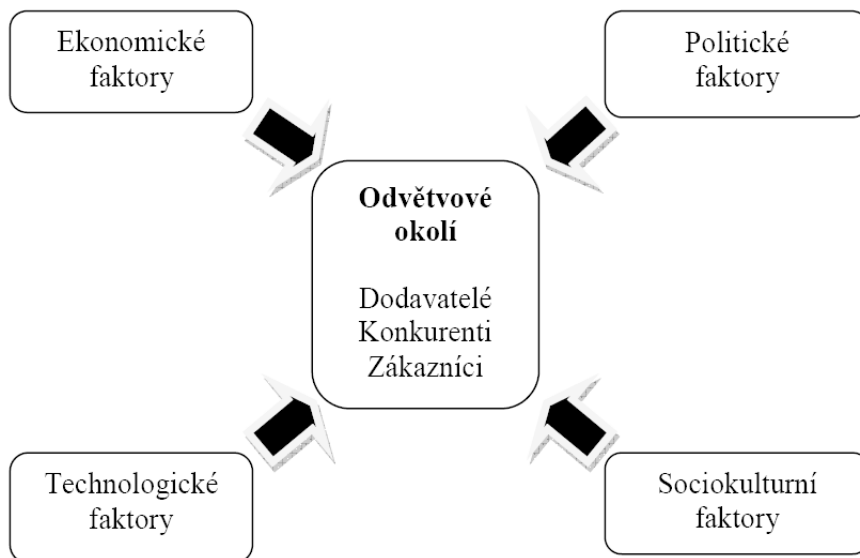 Ekonomické
faktory
Politické
faktory
Odvětvové
okolí
Dodavatelé
Konkurenti
Zákazníci
Technologické
faktory
Sociokulturní
faktory